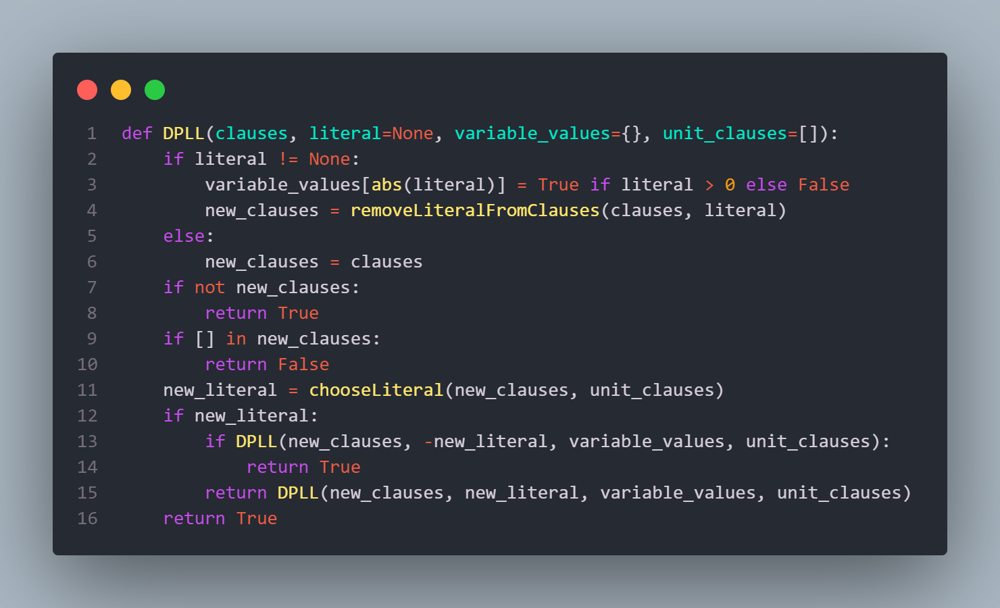 1 def DPLL(clauses, literal=None, variable_values={}, unit_clauses=[]):
2     if literal != None:
3         variable_values[abs(literal)] = True if literal > 0 else False
4         new_clauses = removeLiteralFromClauses(clauses, literal)
5     else:
6         new_clauses = clauses
7     if not new_clauses:
8         return True
9     if [] in new_clauses:
10         return False
11     new_literal = chooseLiteral(new_clauses, unit_clauses)
12     if new_literal:
13         if DPLL(new_clauses, -new_literal, variable_values, unit_clauses):
14             return True
15         return DPLL(new_clauses, new_literal, variable_values, unit_clauses)
16     return True